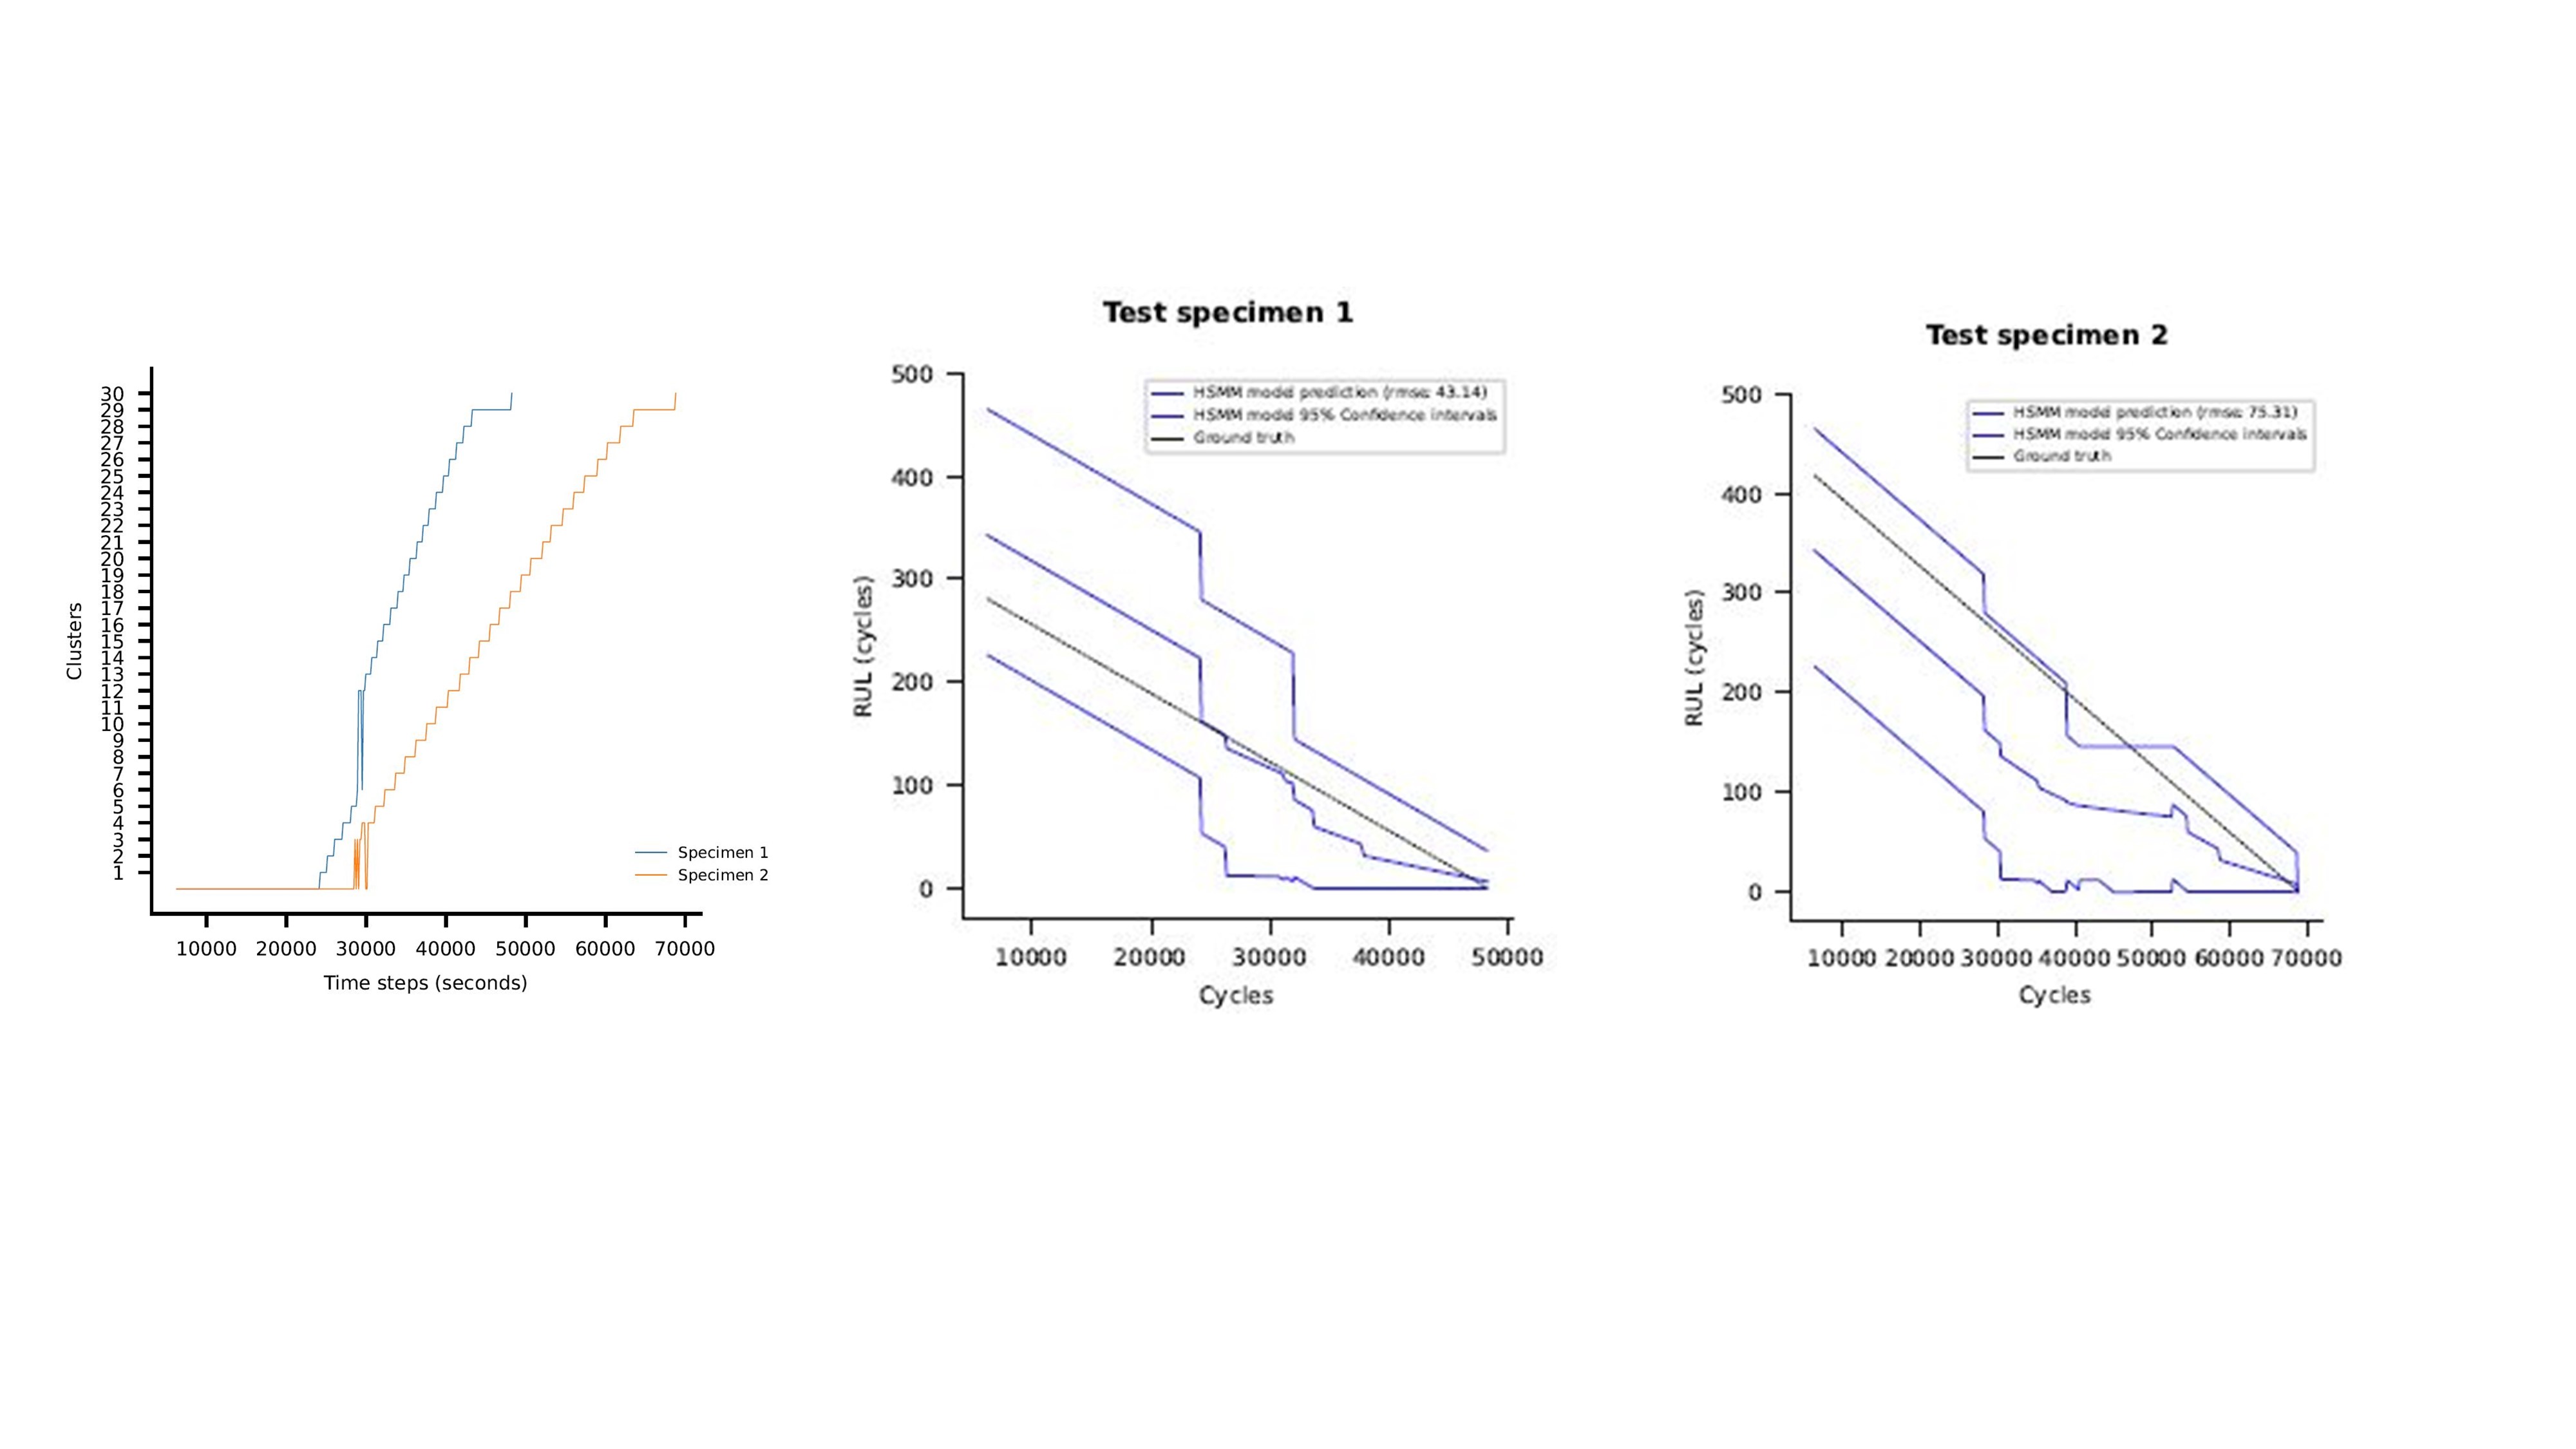 30
29
28
27
26
25
24
23
22
21
20
19
18
17
16
15
14
13
12
11
10
9
8
7
6
5
4
3
2
1
Clusters
Specimen 1
Specimen 2
10000 20000 30000 40000 50000 60000 70000
Time steps (seconds)
Test specimen 1
500
400
300
200
100
0
RUL (cycles)
HSMM model prediction (rmse: 43.14)
HSMM model 95% Confidence intervals
Ground truth
10000 20000 30000 40000 50000
Cycles
Test specimen 2
500
400
300
200
100
0
RUL (cycles)
HSMM model prediction (rmse: 75.31)
HSMM model 95% Confidence intervals
Ground truth
10000 20000 30000 40000 50000 60000 70000
Cycles